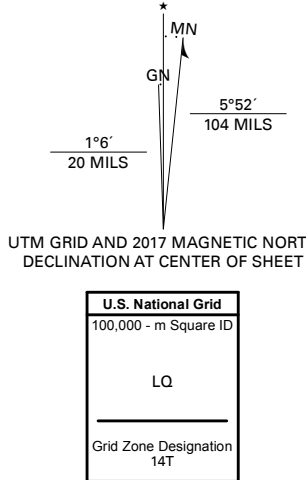 MN
GN
5°52´
104 MILS
1°6´
20 MILS
UTM GRID AND 2017 MAGNETIC NORT
DECLINATION AT CENTER OF SHEET
U.S. National Grid
100,000 - m Square ID
LQ
Grid Zone Designation
14T